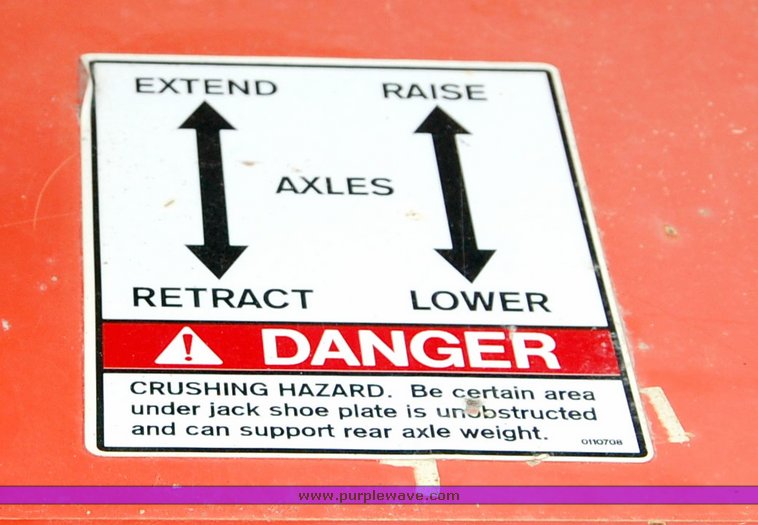 EXTEND RAISE
AXLES
RETRACT LOWER
DANGER
CRUSHING HAZARD. Be certain area
under jack shoe plate is unobstructed
and can support rear axle weight.
0110708
www.purplewave.com